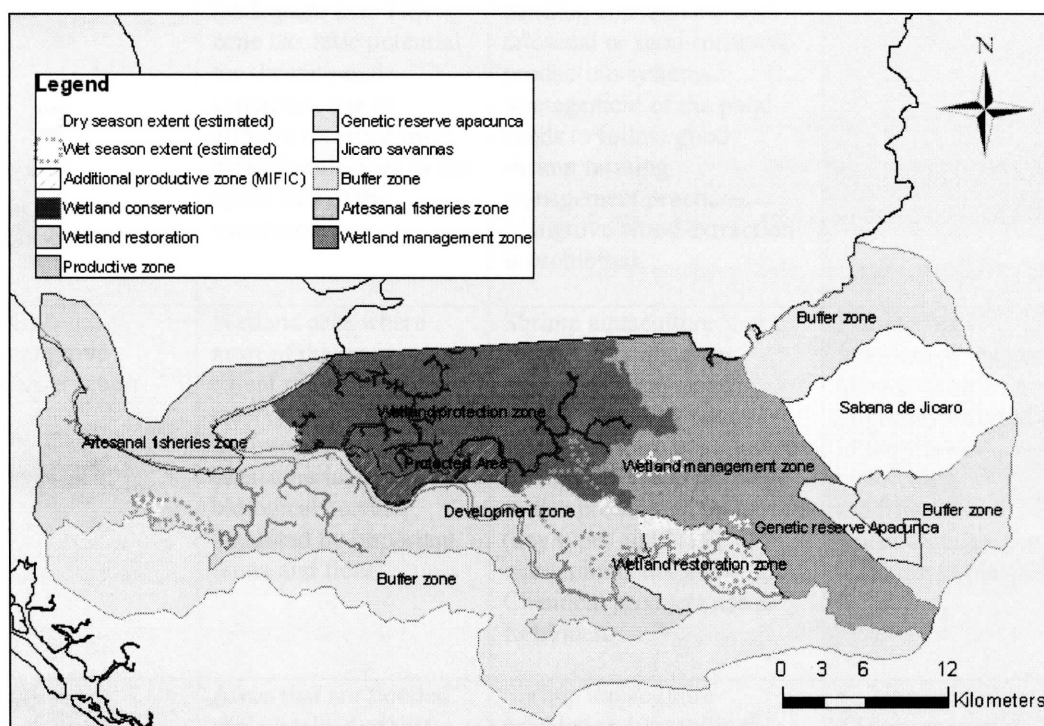 N
Legend
Dry season extent (estimated)
Wet season extent (estimated)
Additional productive zone (MIFIC)
Wetland conservation
Wetland restoration
Productive zone
Genetic reserve apacunca
Jicaro savannas
Buffer zone
Artesanal fisheries zone
Wetland management zone
Buffer zone
Sabana de Jicaro
Wetland protection zone
Artesanal fisheries zone
Protected Area
Wetland management zone
Development zone
Buffer zone
Genetic reserve Apacunca
Wetland restoration zone
Buffer zone
0 3 6 12
Kilometers